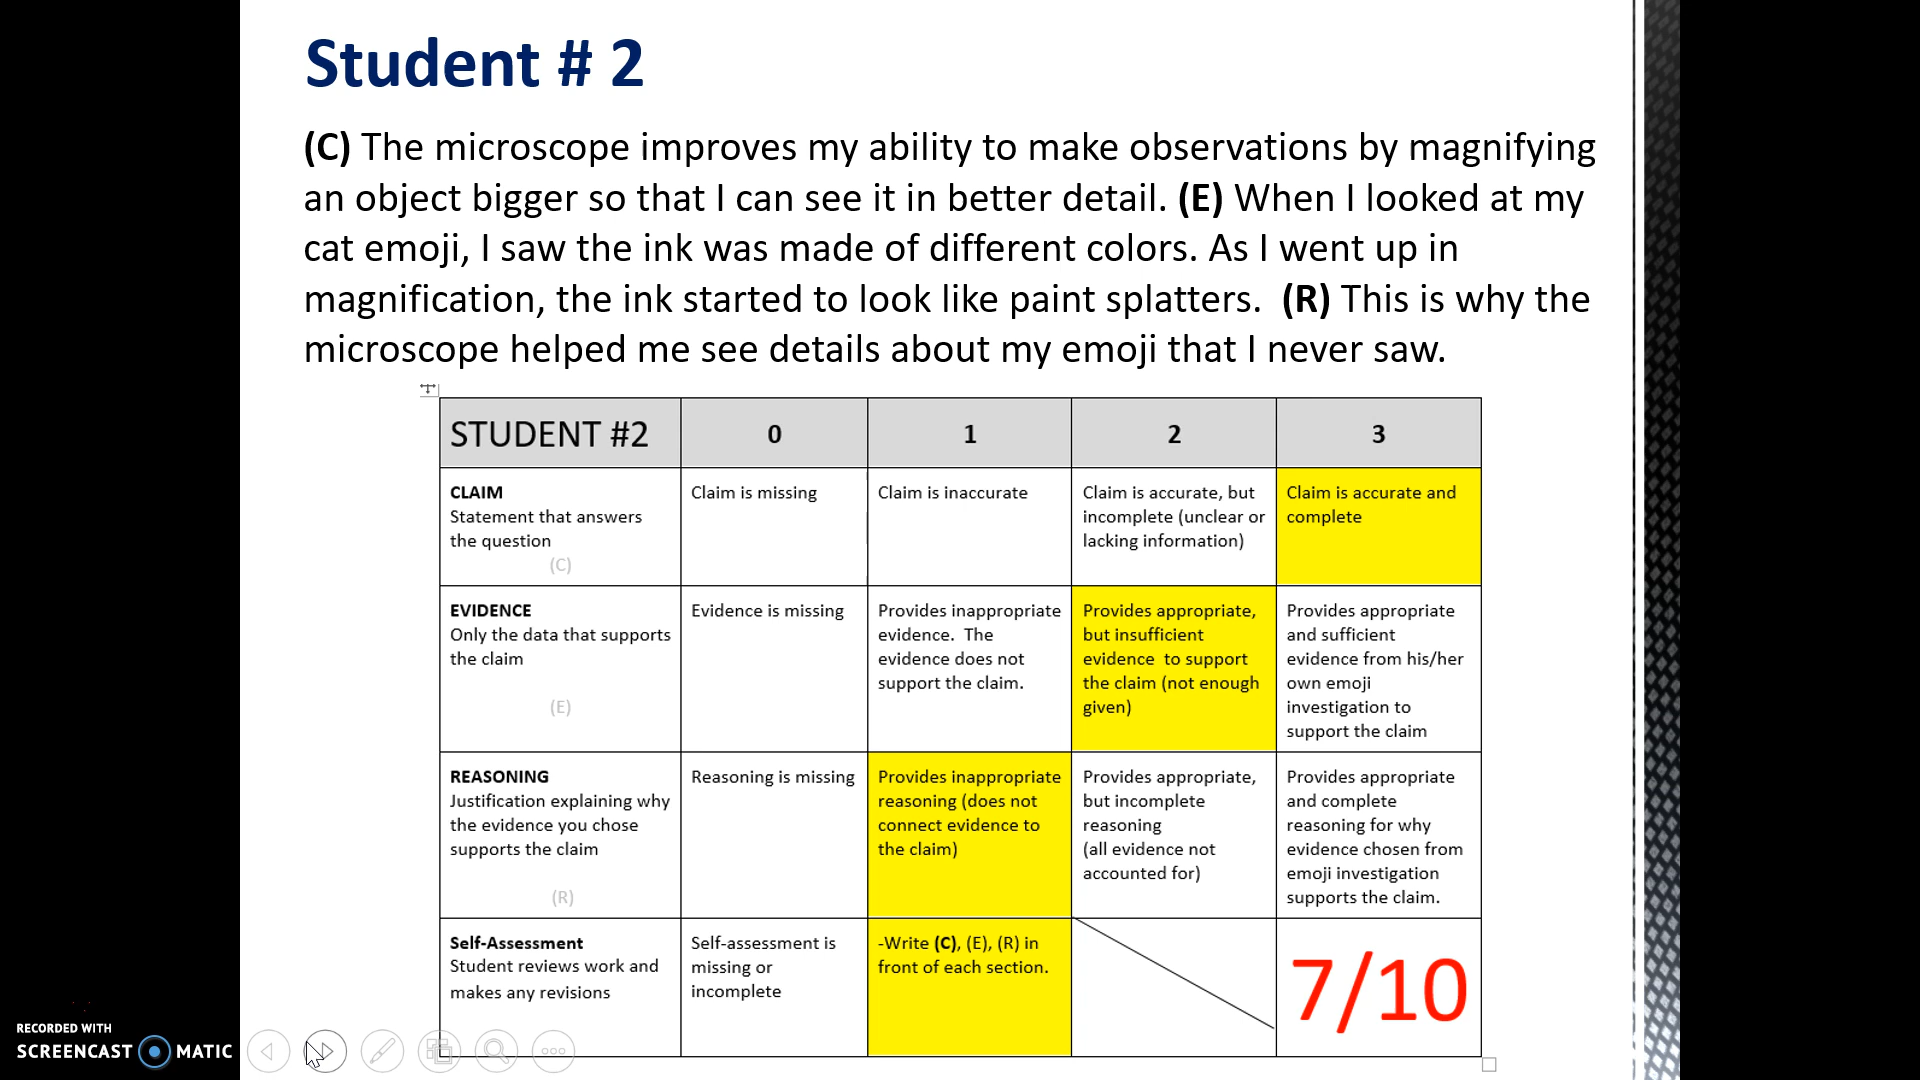 Student # 2
(C) The microscope improves my ability to make observations by magnifying
an object bigger so that I can see it in better detail. (E) When I looked at my
cat emoji, I saw the ink was made of different colors. As I went up in
magnification, the ink started to look like paint splatters.  (R) This is why the
microscope helped me see details about my emoji that I never saw.
STUDENT #2
0
1
2
3
CLAIM
Statement that answers
the question
(C)
Claim is missing
Claim is inaccurate
Claim is accurate, but
incomplete (unclear or
lacking information)
Claim is accurate and
complete
EVIDENCE
Only the data that supports
the claim
(E)
Evidence is missing
Provides inappropriate
evidence.  The
evidence does not
support the claim.
Provides appropriate,
but insufficient
evidence  to support
the claim (not enough
given)
Provides appropriate
and sufficient
evidence from his/her
own emoji
investigation to
support the claim
REASONING
Justification explaining why
the evidence you chose
supports the claim
(R)
Reasoning is missing
Provides inappropriate
reasoning (does not
connect evidence to
the claim)
Provides appropriate,
but incomplete
reasoning
(all evidence not
accounted for)
Provides appropriate
and complete
reasoning for why
evidence chosen from
emoji investigation
supports the claim.
Self-Assessment
Student reviews work and
makes any revisions
Self-assessment is
missing or
incomplete
-Write (C), (E), (R) in
front of each section.
7/10
RECORDED WITH
SCREENCAST MATIC